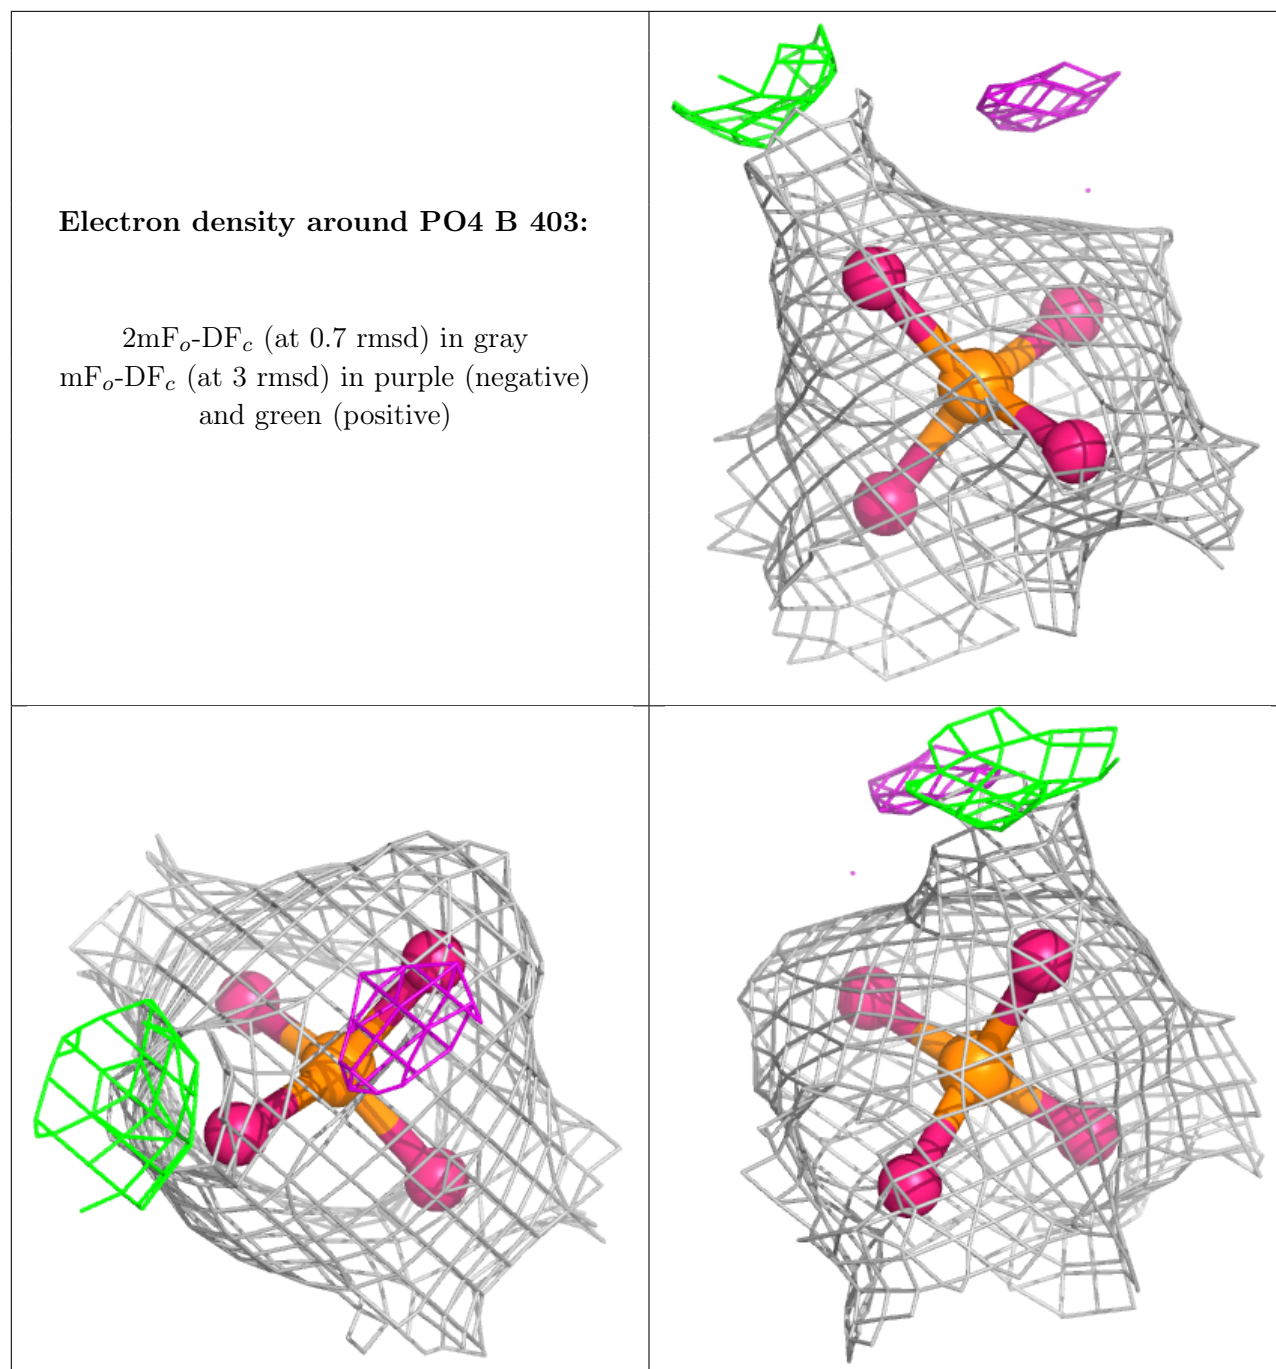 Electron density around PO4 B 403:
2mFo-DFc (at 0.7 rmsd) in gray
mFo-DFc (at 3 rmsd) in purple (negative)
and green (positive)